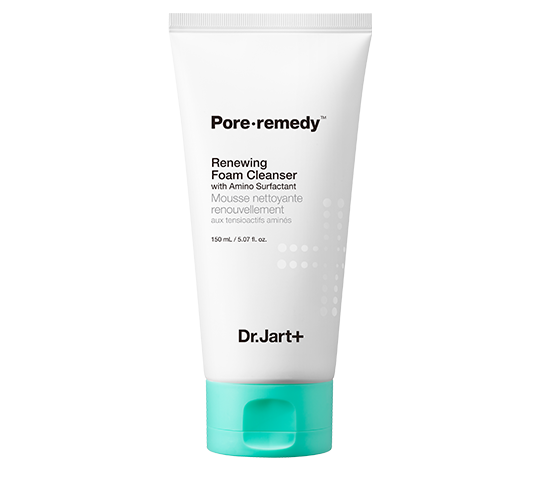 Pore·remedy™
Renewing
Foam Cleanser
with Amino Surfactant
Mousse nettoyante
renouvellement
aux tensioactifs aminés
150 mL / 5.07 fl. oz.
Dr.Jart+